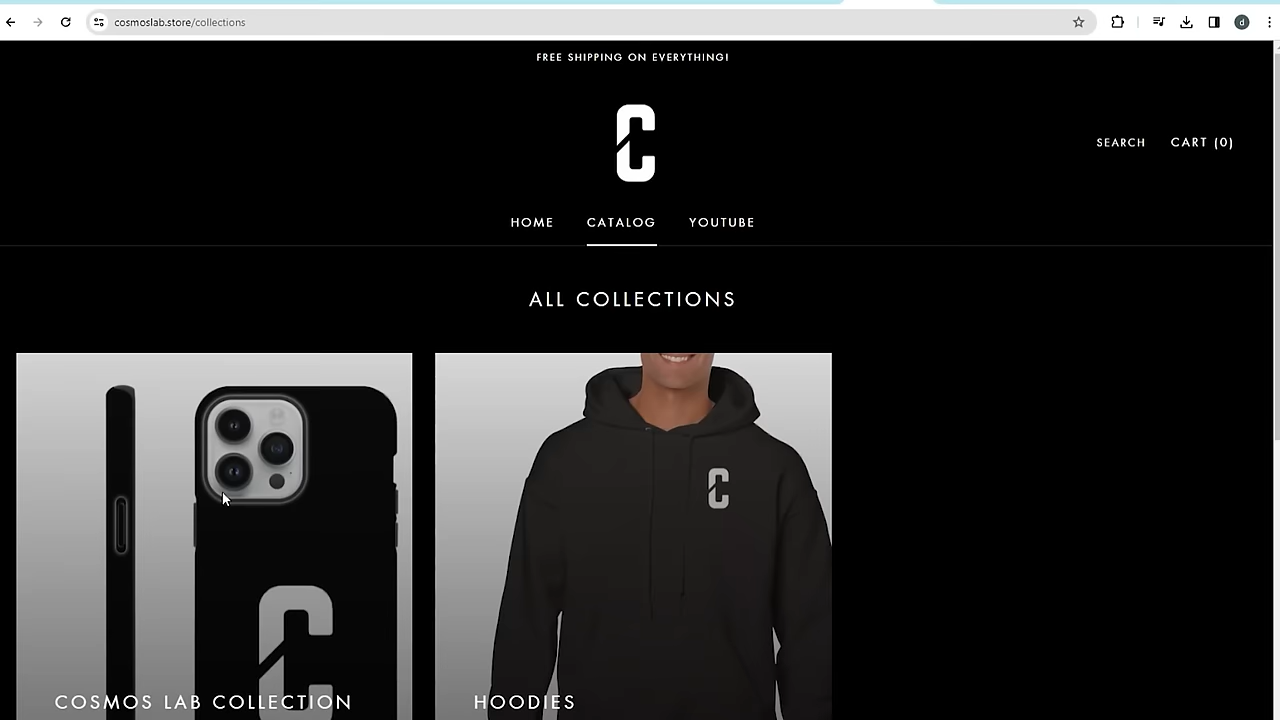 cosmoslab.store/collections
d
FREE SHIPPING ON EVERYTHING!
C
SEARCH CART (0)
HOME CATALOG YOUTUBE
ALL COLLECTIONS
C
C
COSMOS LAB COLLECTION
HOODIES